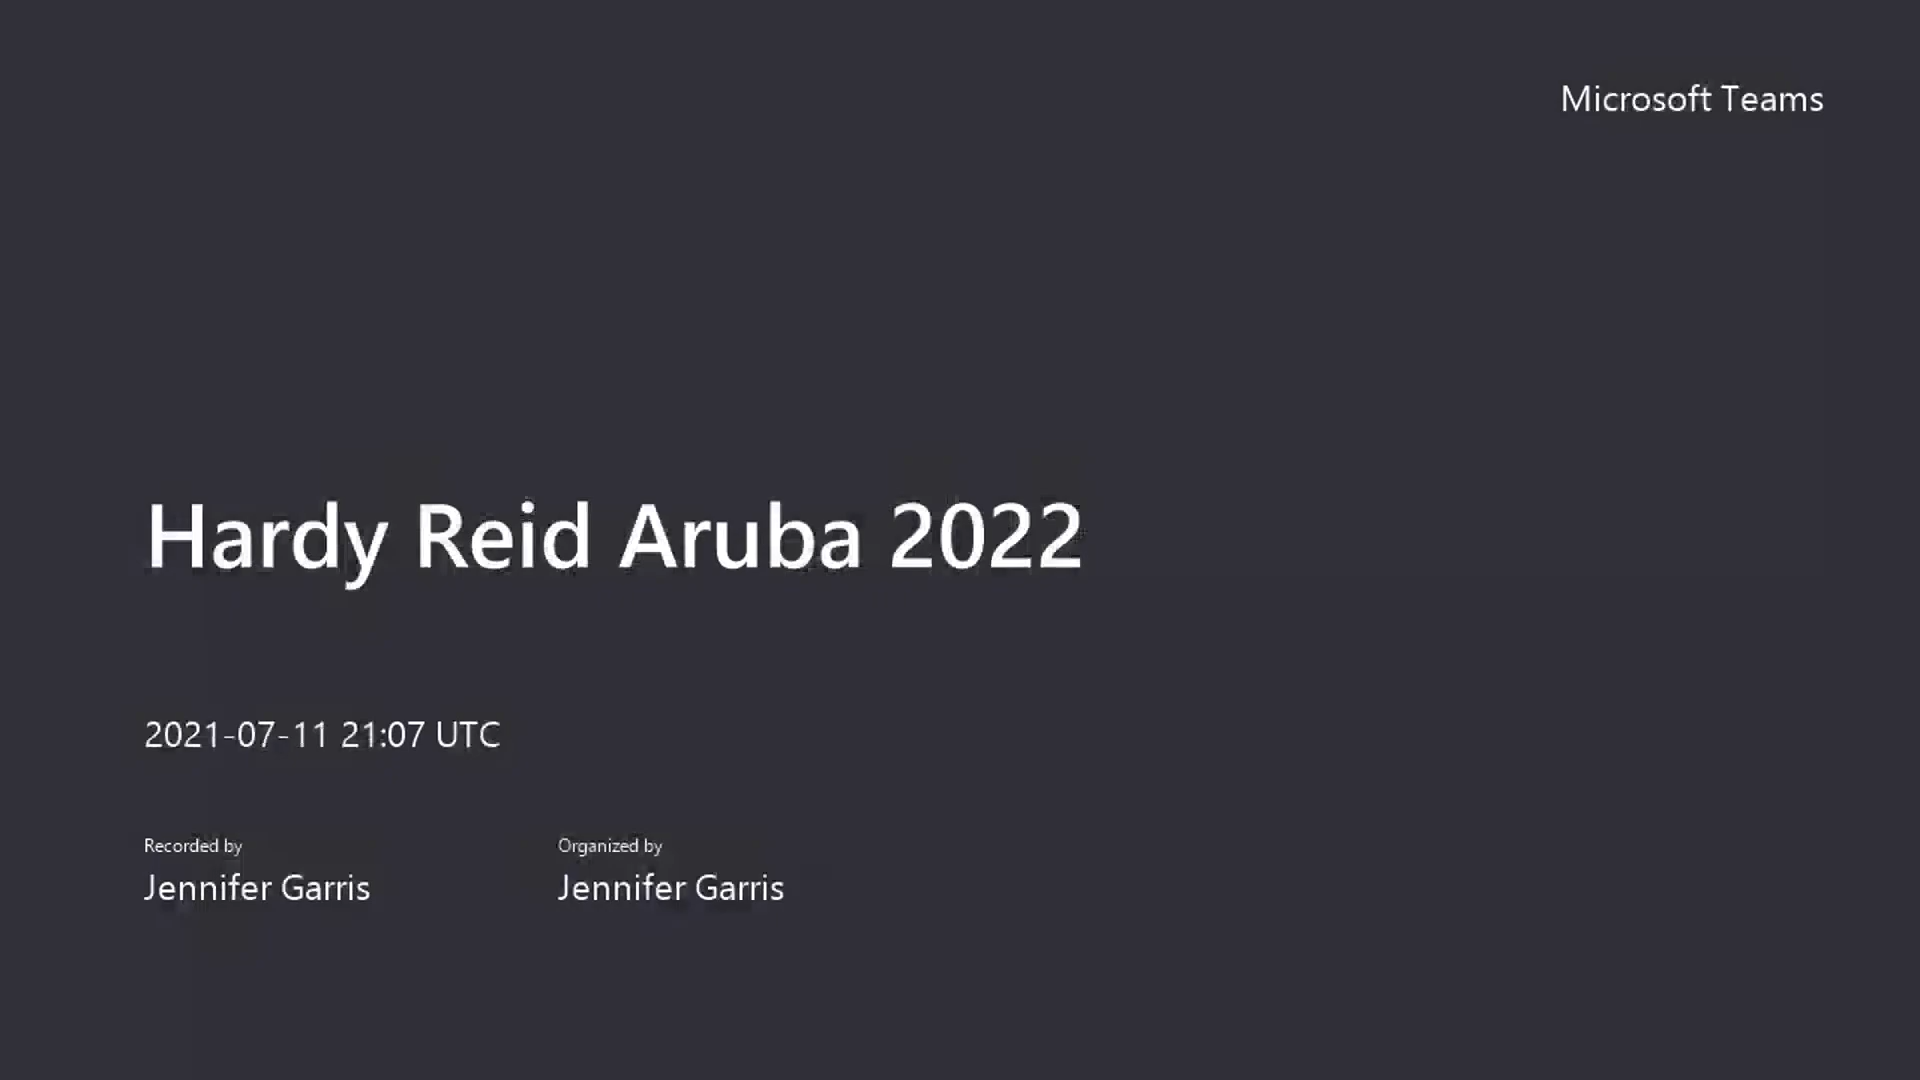 Microsoft Teams
Hardy Reid Aruba 2022
2021-07-11 21:07 UTC
Recorded by
Jennifer Garris
Organized by
Jennifer Garris